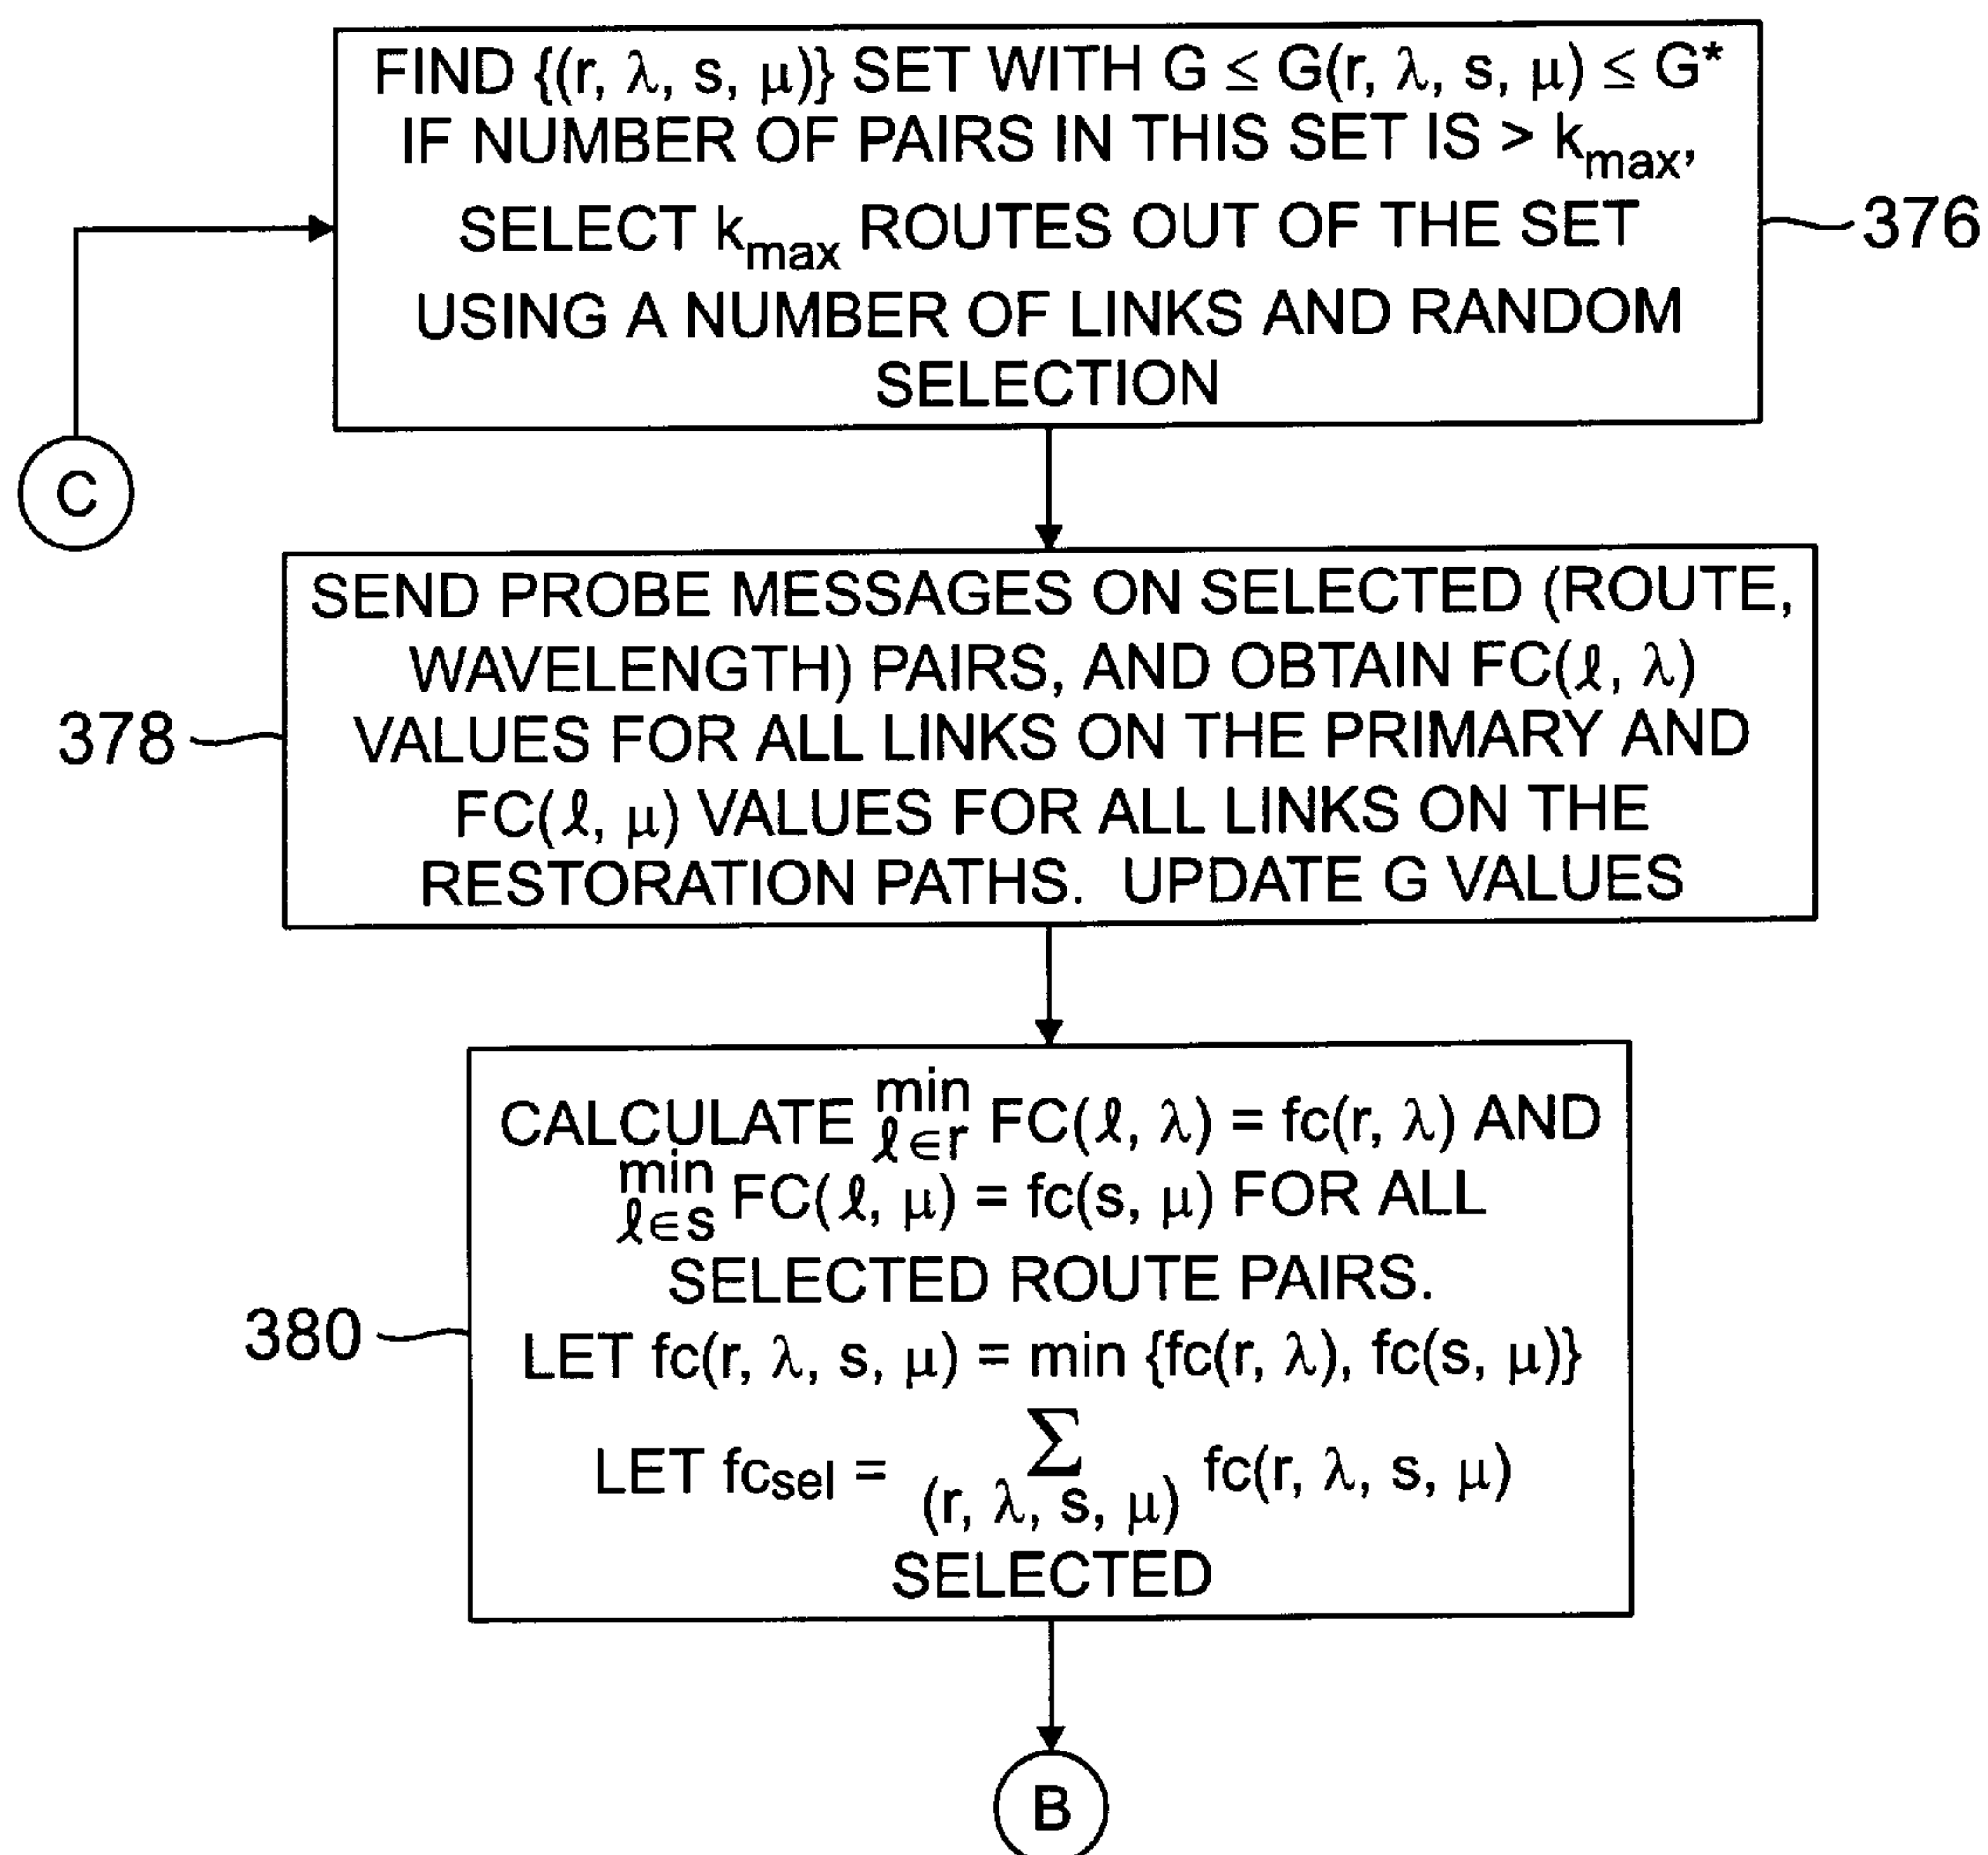 FIND {(r, λ, s, μ)} SET WITH G ≤ G(r, λ, s, μ) ≤ G*
IF NUMBER OF PAIRS IN THIS SET IS > kmax,
SELECT kmax ROUTES OUT OF THE SET
USING A NUMBER OF LINKS AND RANDOM
SELECTION
376
C
SEND PROBE MESSAGES ON SELECTED (ROUTE,
WAVELENGTH) PAIRS, AND OBTAIN FC(ℓ, λ)
VALUES FOR ALL LINKS ON THE PRIMARY AND
FC(ℓ, μ) VALUES FOR ALL LINKS ON THE
RESTORATION PATHS. UPDATE G VALUES
378
CALCULATE min ℓ∈r FC(ℓ, λ) = fc(r, λ) AND
min ℓ∈s FC(ℓ, μ) = fc(s, μ) FOR ALL
SELECTED ROUTE PAIRS.
LET fc(r, λ, s, μ) = min {fc(r, λ), fc(s, μ)}
LET fcsel = Σ (r, λ, s, μ) fc(r, λ, s, μ)
SELECTED
380
B